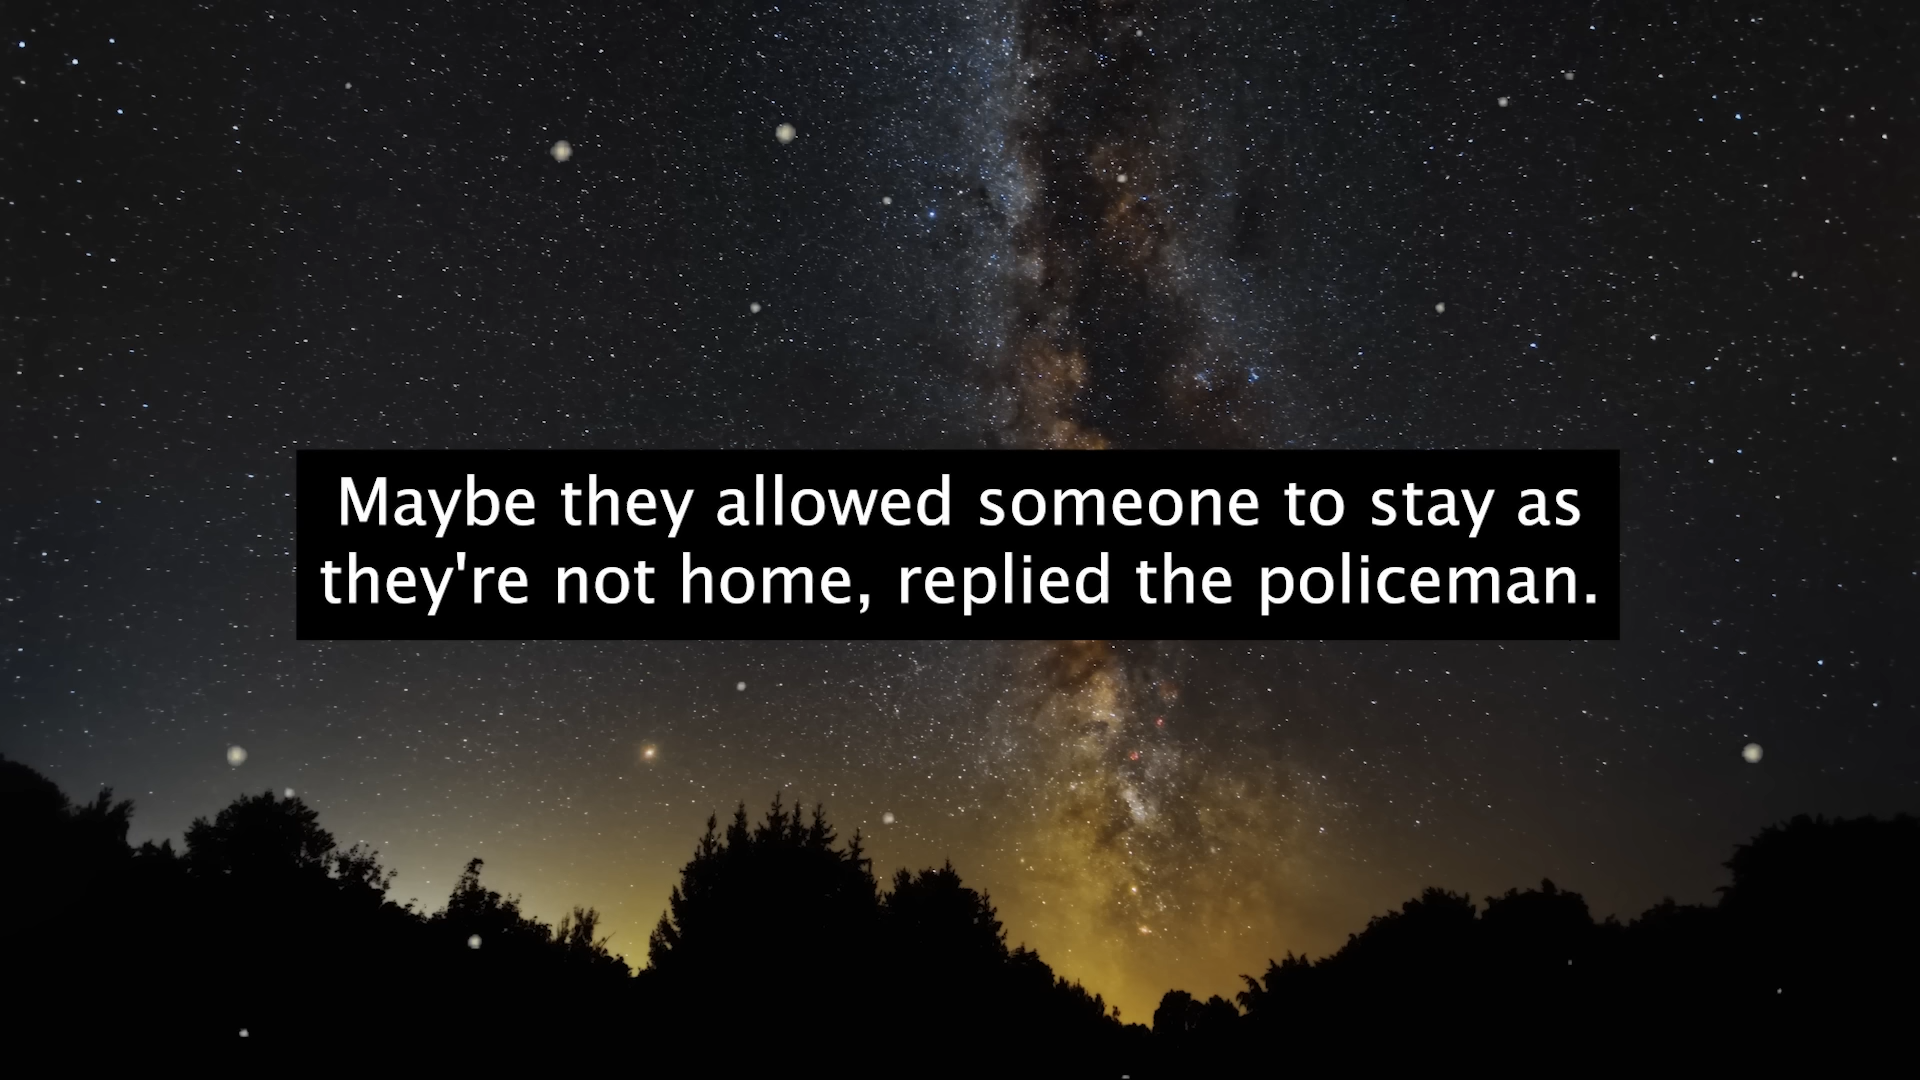 Maybe they allowed someone to stay as
they're not home, replied the policeman.